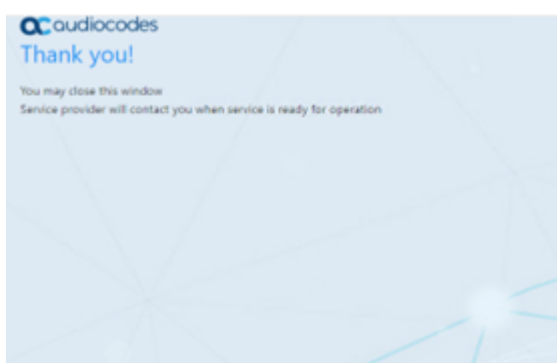 audiocodes
Thank you!
You may close this window
Service provider will contact you when service is ready for operation